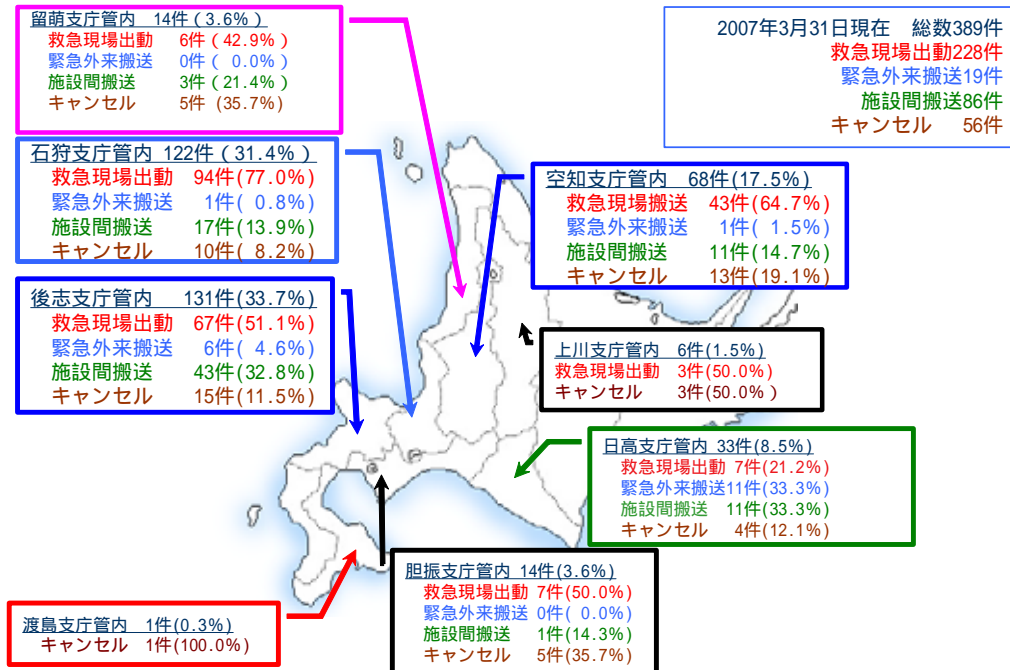 留萌支庁管内 14件(3.6%)
救急現場出動 6件(42.9%)
緊急外来搬送 0件( 0.0%)
施設間搬送 3件(21.4%)
キャンセル 5件(35.7%)
2007年3月31日現在 総数389件
救急現場出動228件
緊急外来搬送19件
施設間搬送86件
キャンセル 56件
石狩支庁管内 122件(31.4%)
救急現場出動 94件(77.0%)
緊急外来搬送 1件( 0.8%)
施設間搬送 17件(13.9%)
キャンセル 10件( 8.2%)
空知支庁管内 68件(17.5%)
救急現場搬送 43件(64.7%)
緊急外来搬送 1件( 1.5%)
施設間搬送 11件(14.7%)
キャンセル 13件(19.1%)
後志支庁管内 131件(33.7%)
救急現場出動 67件(51.1%)
緊急外来搬送 6件( 4.6%)
施設間搬送 43件(32.8%)
キャンセル 15件(11.5%)
上川支庁管内 6件(1.5%)
救急現場出動 3件(50.0%)
キャンセル 3件(50.0%)
日高支庁管内 33件(8.5%)
救急現場出動 7件(21.2%)
緊急外来搬送11件(33.3%)
施設間搬送 11件(33.3%)
キャンセル 4件(12.1%)
胆振支庁管内 14件(3.6%)
救急現場出動 7件(50.0%)
緊急外来搬送 0件( 0.0%)
施設間搬送 1件(14.3%)
キャンセル 5件(35.7%)
渡島支庁管内 1件(0.3%)
キャンセル 1件(100.0%)